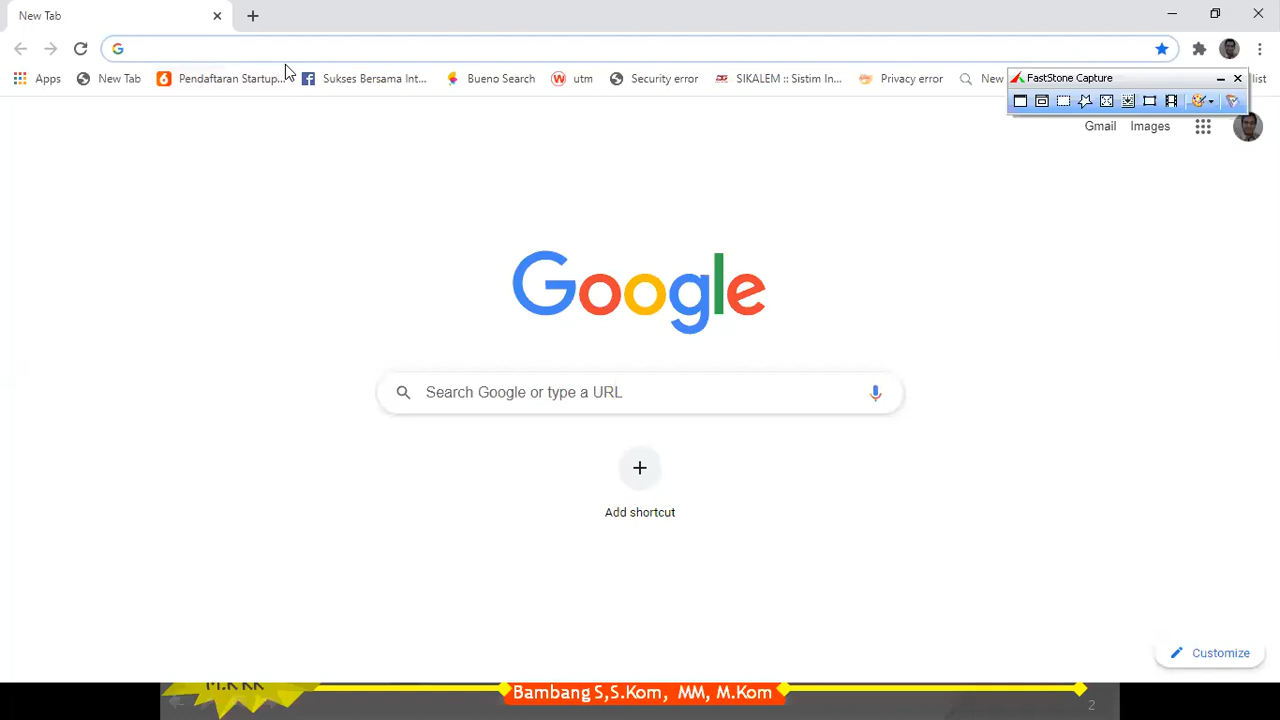 New Tab
Apps New Tab Pendaftaran Startup... Sukses Bersama Int... Bueno Search utm Security error SIKALEM :: Sistim In... Privacy error New list
FastStone Capture
Gmail Images
Google
Search Google or type a URL
Add shortcut
Customize
Bambang S,S.Kom, MM, M.Kom
2